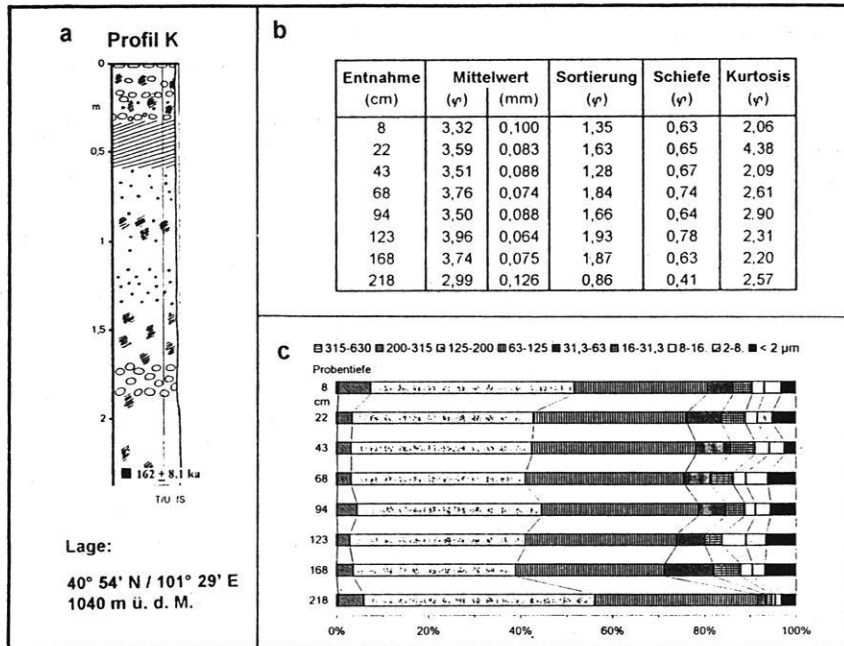 a
Profil K
0
m
0,5
1
1,5
2
162 ± 8.1 ka
T/U fS
Lage:
40° 54' N / 101° 29' E
1040 m ü. d. M.
b
Entnahme Mittelwert Sortierung Schiefe Kurtosis
(cm) (φ) (mm) (φ) (φ) (φ)
8 3,32 0,100 1,35 0,63 2,06
22 3,59 0,083 1,63 0,65 4,38
43 3,51 0,088 1,28 0,67 2,09
68 3,76 0,074 1,84 0,74 2,61
94 3,50 0,088 1,66 0,64 2,90
123 3,96 0,064 1,93 0,78 2,31
168 3,74 0,075 1,87 0,63 2,20
218 2,99 0,126 0,86 0,41 2,57
c
315-630 200-315 125-200 63-125 31,3-63 16-31,3 8-16. 2-8. < 2 µm
Probentiefe
8
cm
22
43
68
94
123
168
218
0% 20% 40% 60% 80% 100%